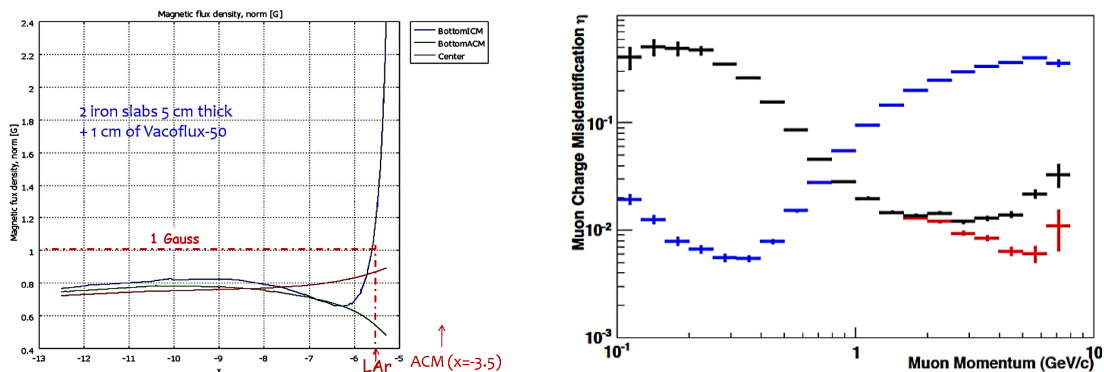 Magnetic flux density, norm [G]
Magnetic flux density, norm [G]
2.4
2.2
2
1.8
1.6
1.4
1.2
1
0.8
0.6
0.4
2 iron slabs 5 cm thick
+ 1 cm of Vacoflux-50
1 Gauss
BottomICM
BottomACM
Center
-13 -12 -11 -10 -9 -8 -7 -6 -5
x
LAr
ACM (x=-3.5)
Muon Charge Misidentification η
10-1
10-2
10-3
10-1 1 10
Muon Momentum (GeV/c)